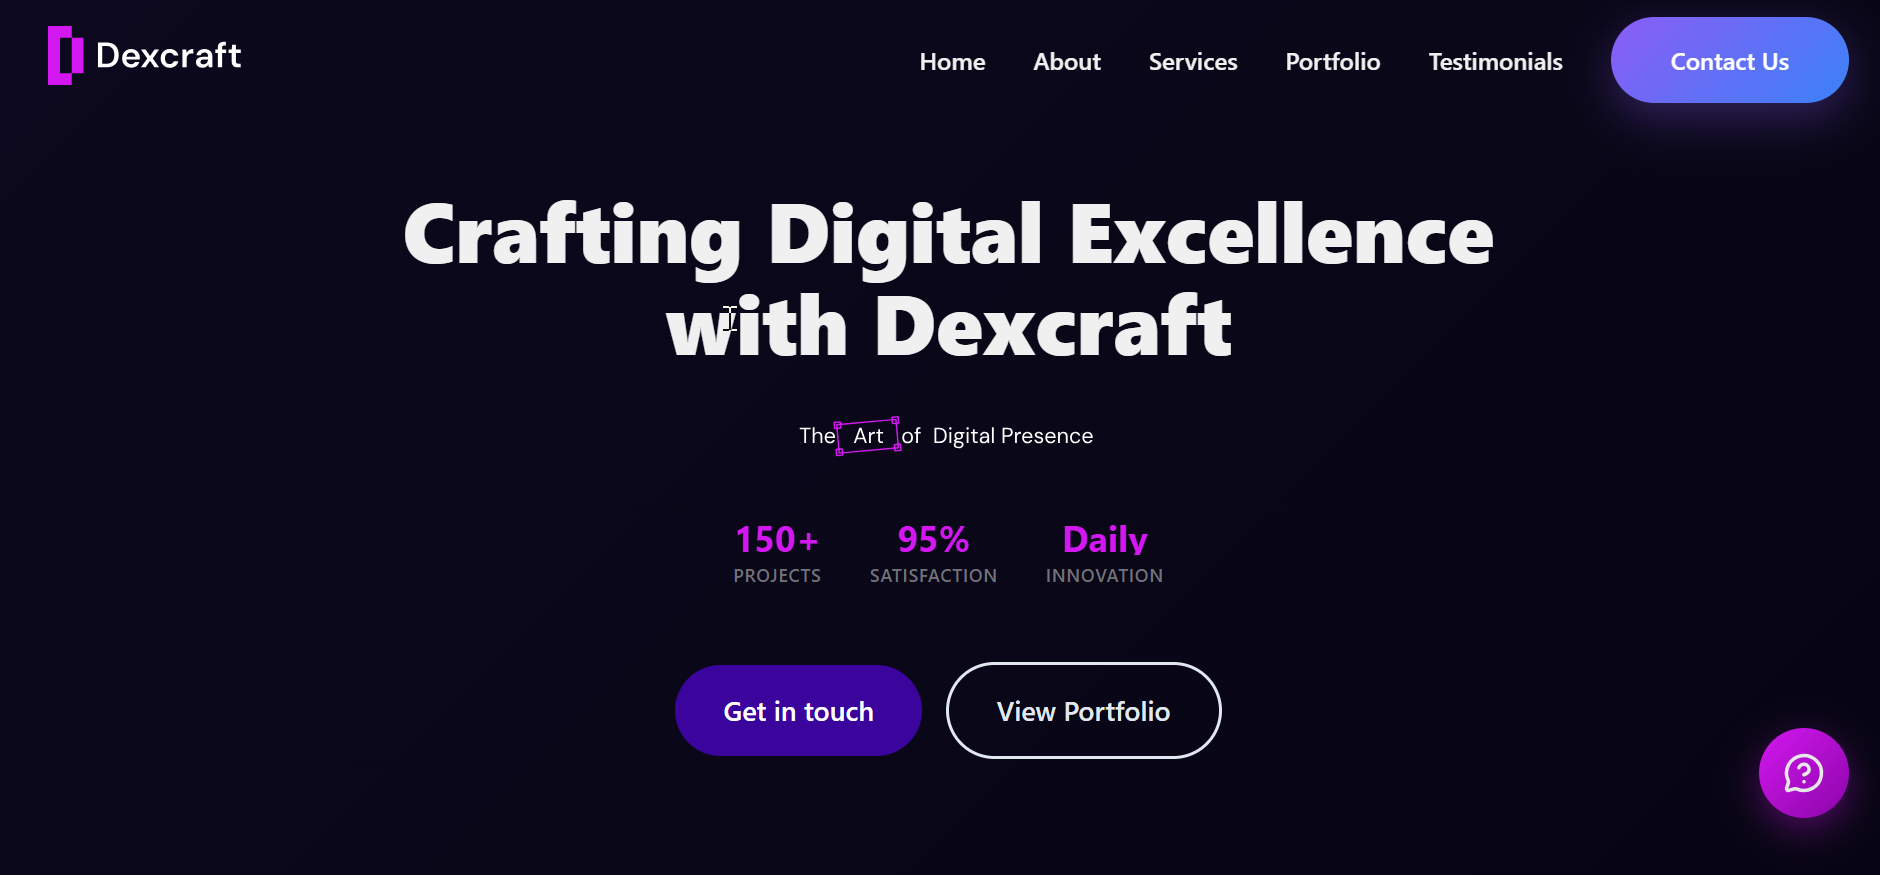 Dexcraft
Home About Services Portfolio Testimonials Contact Us
Crafting Digital Excellence
with Dexcraft
The Art of Digital Presence
150+ 95% Daily
PROJECTS SATISFACTION INNOVATION
Get in touch View Portfolio